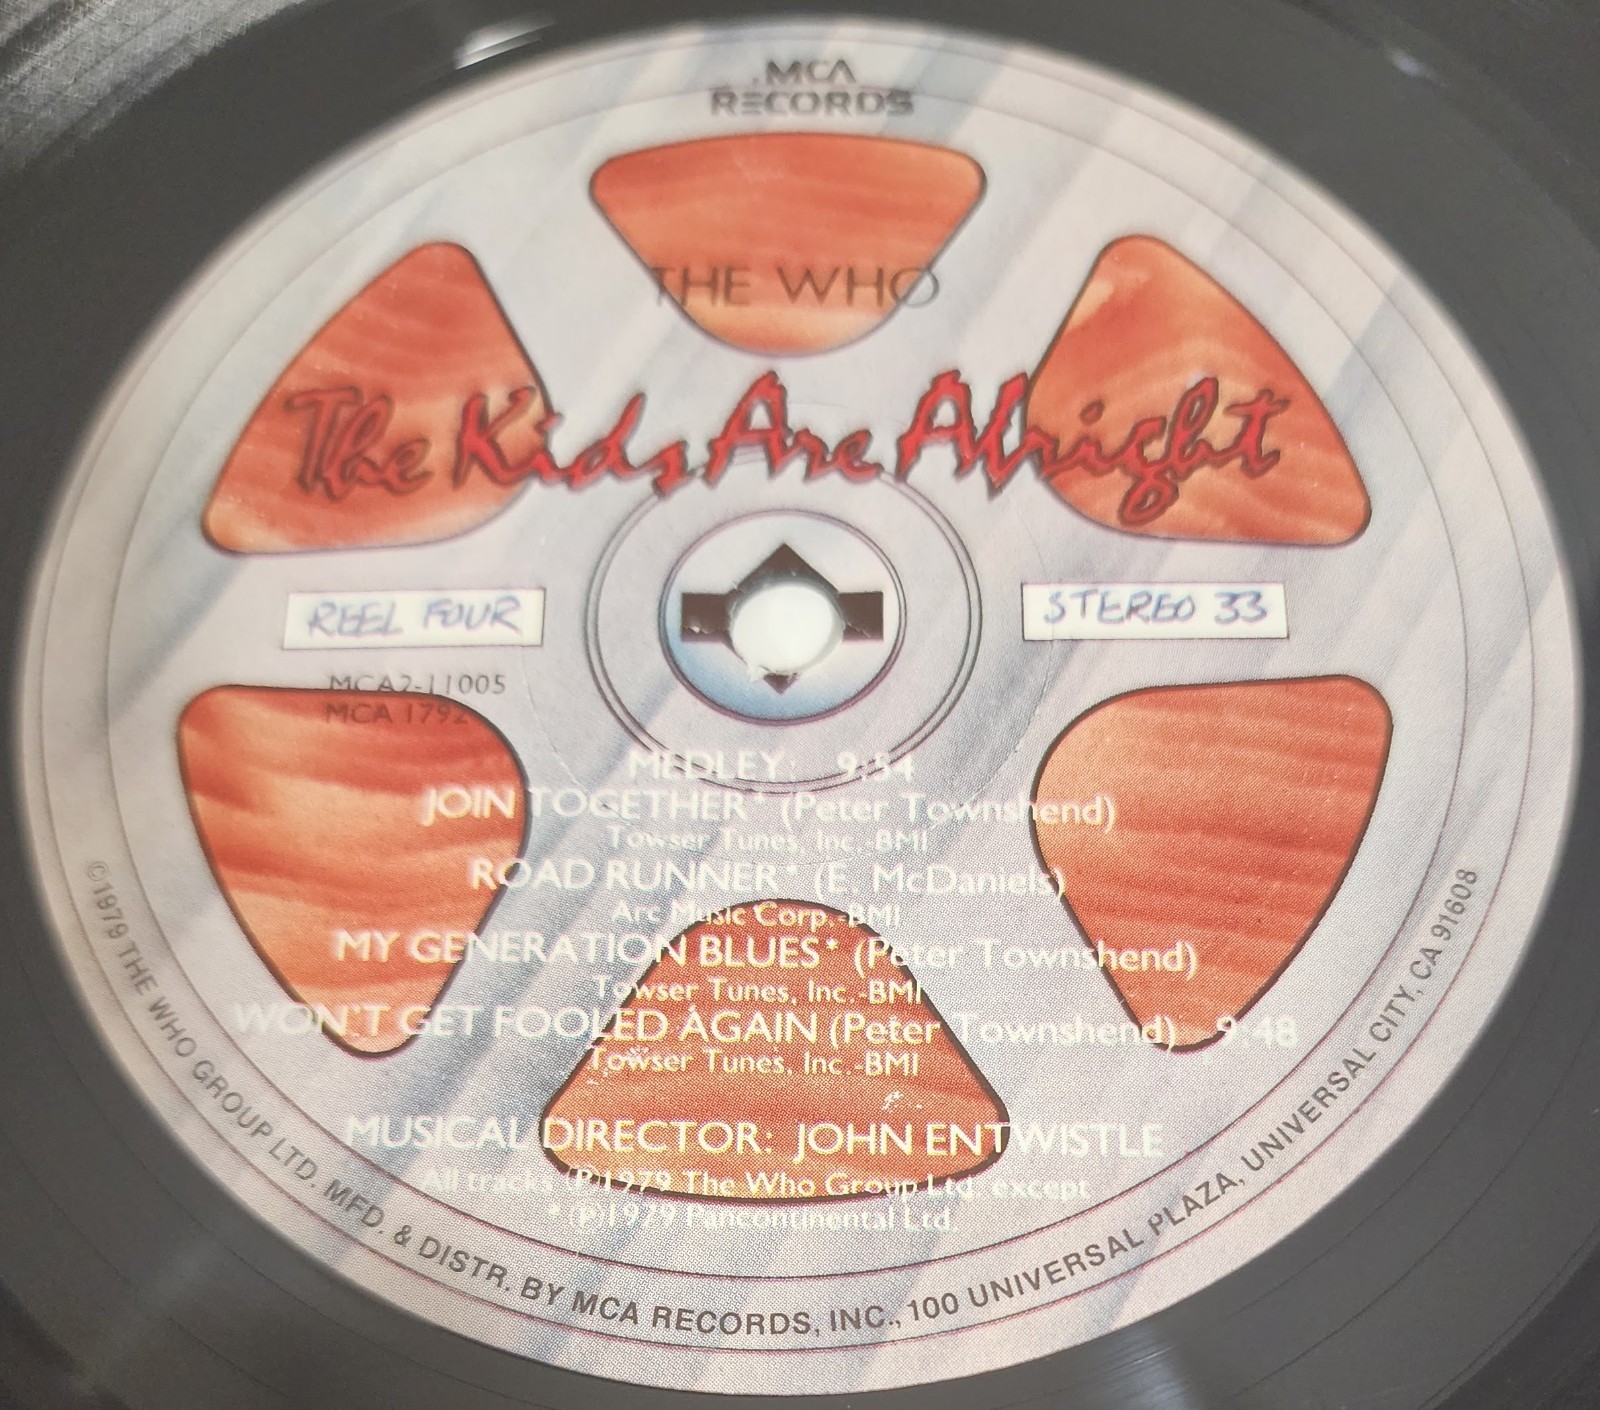 MCA
RECORDS
THE WHO
The Kids Are Alright
REEL FOUR
STEREO 33
MCA2-11005
MCA
MEDLEY: 9:54
JOIN TOGETHER* (Peter Townshend)
Towser Tunes, Inc.-BMI
ROAD RUNNER* (E. McDaniels)
Arc Music Corp.-BMI
MY GENERATION BLUES* (Peter Townshend)
Towser Tunes, Inc.-BMI
WON'T GET FOOLED AGAIN (Peter Townshend) 9:48
Towser Tunes, Inc.-BMI
MUSICAL DIRECTOR: JOHN ENTWISTLE
All tracks ℗1979 The Who Group Ltd. except
* ℗1979 Pancontinental Ltd.
©1979 THE WHO GROUP LTD. MFD. & DISTR. BY MCA RECORDS, INC., 100 UNIVERSAL PLAZA, UNIVERSAL CITY, CA 91608